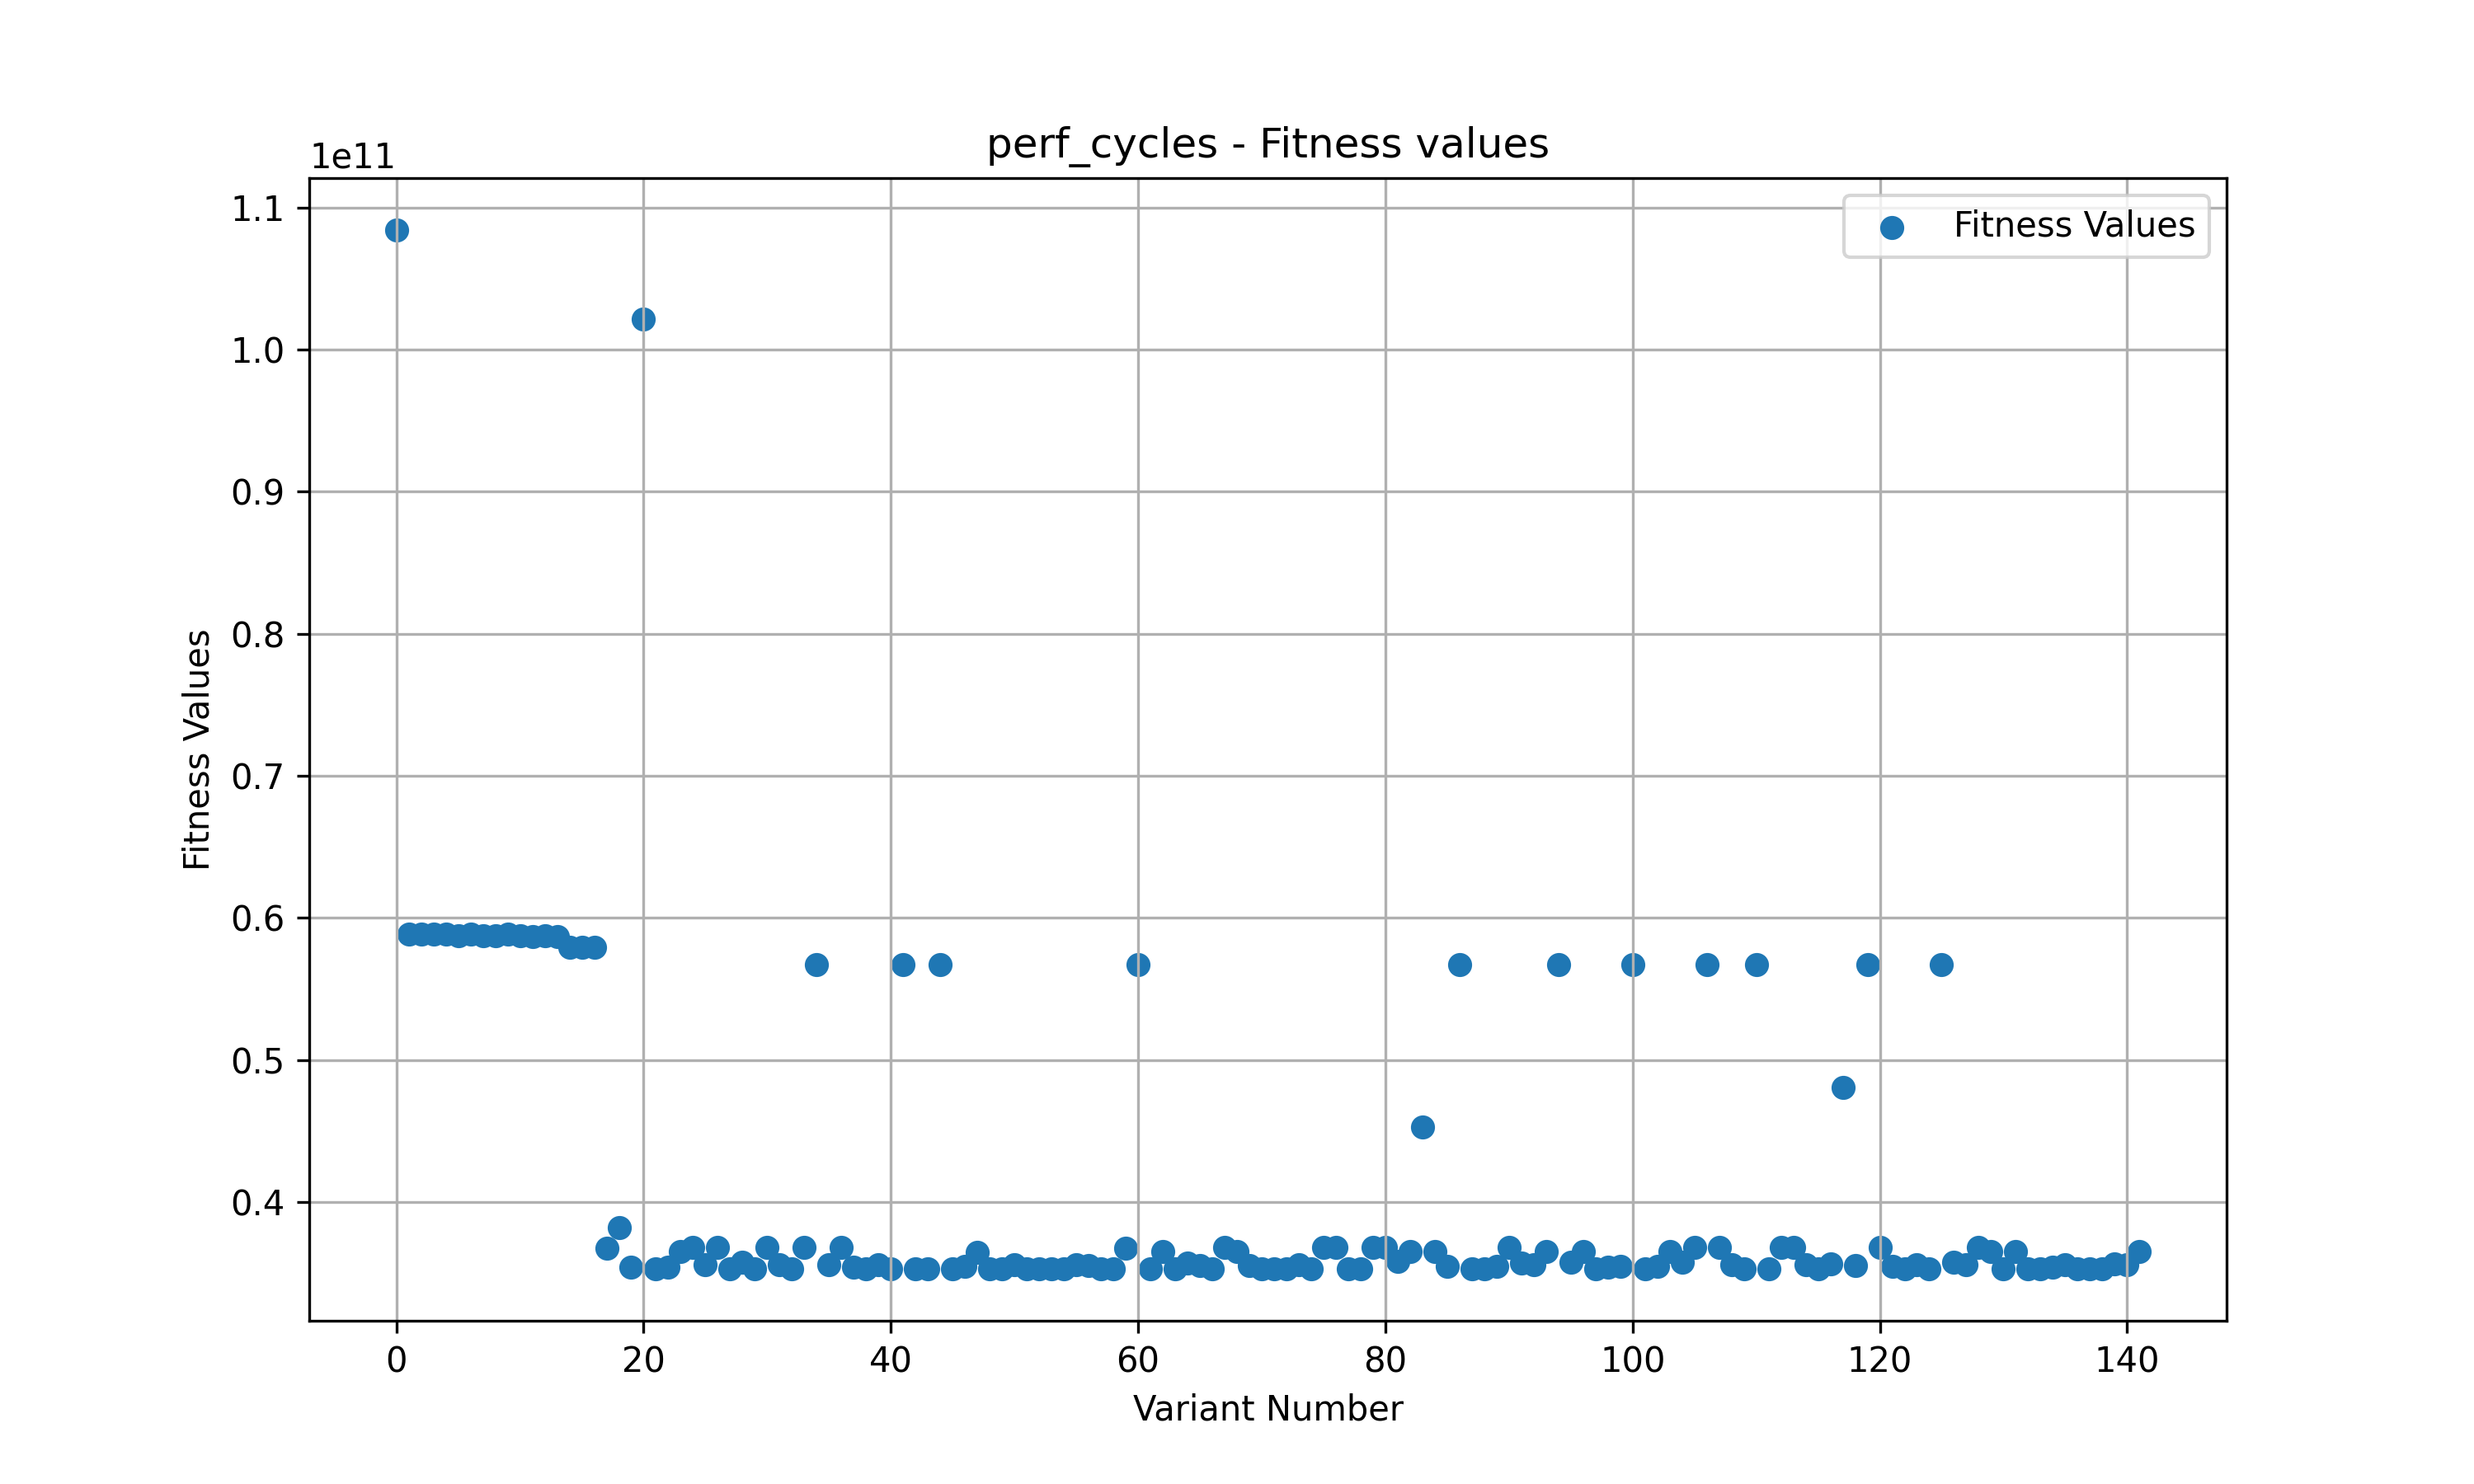 perf_cycles - Fitness values
1e11
Fitness Values
1.1
1.0
0.9
0.8
0.7
0.6
0.5
0.4
Fitness Values
0 20 40 60 80 100 120 140
Variant Number